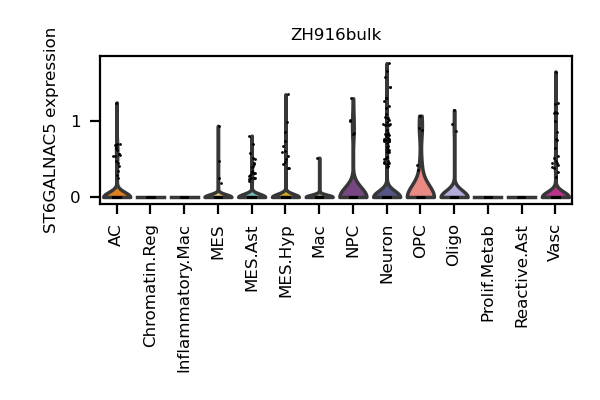 ZH916bulk
ST6GALNAC5 expression
1
0
AC
Chromatin.Reg
Inflammatory.Mac
MES
MES.Ast
MES.Hyp
Mac
NPC
Neuron
OPC
Oligo
Prolif.Metab
Reactive.Ast
Vasc